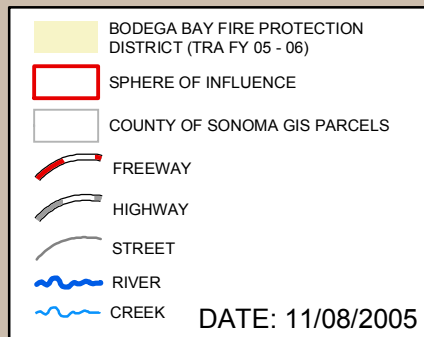 BODEGA BAY FIRE PROTECTION
DISTRICT (TRA FY 05 - 06)
SPHERE OF INFLUENCE
COUNTY OF SONOMA GIS PARCELS
FREEWAY
HIGHWAY
STREET
RIVER
CREEK
DATE: 11/08/2005